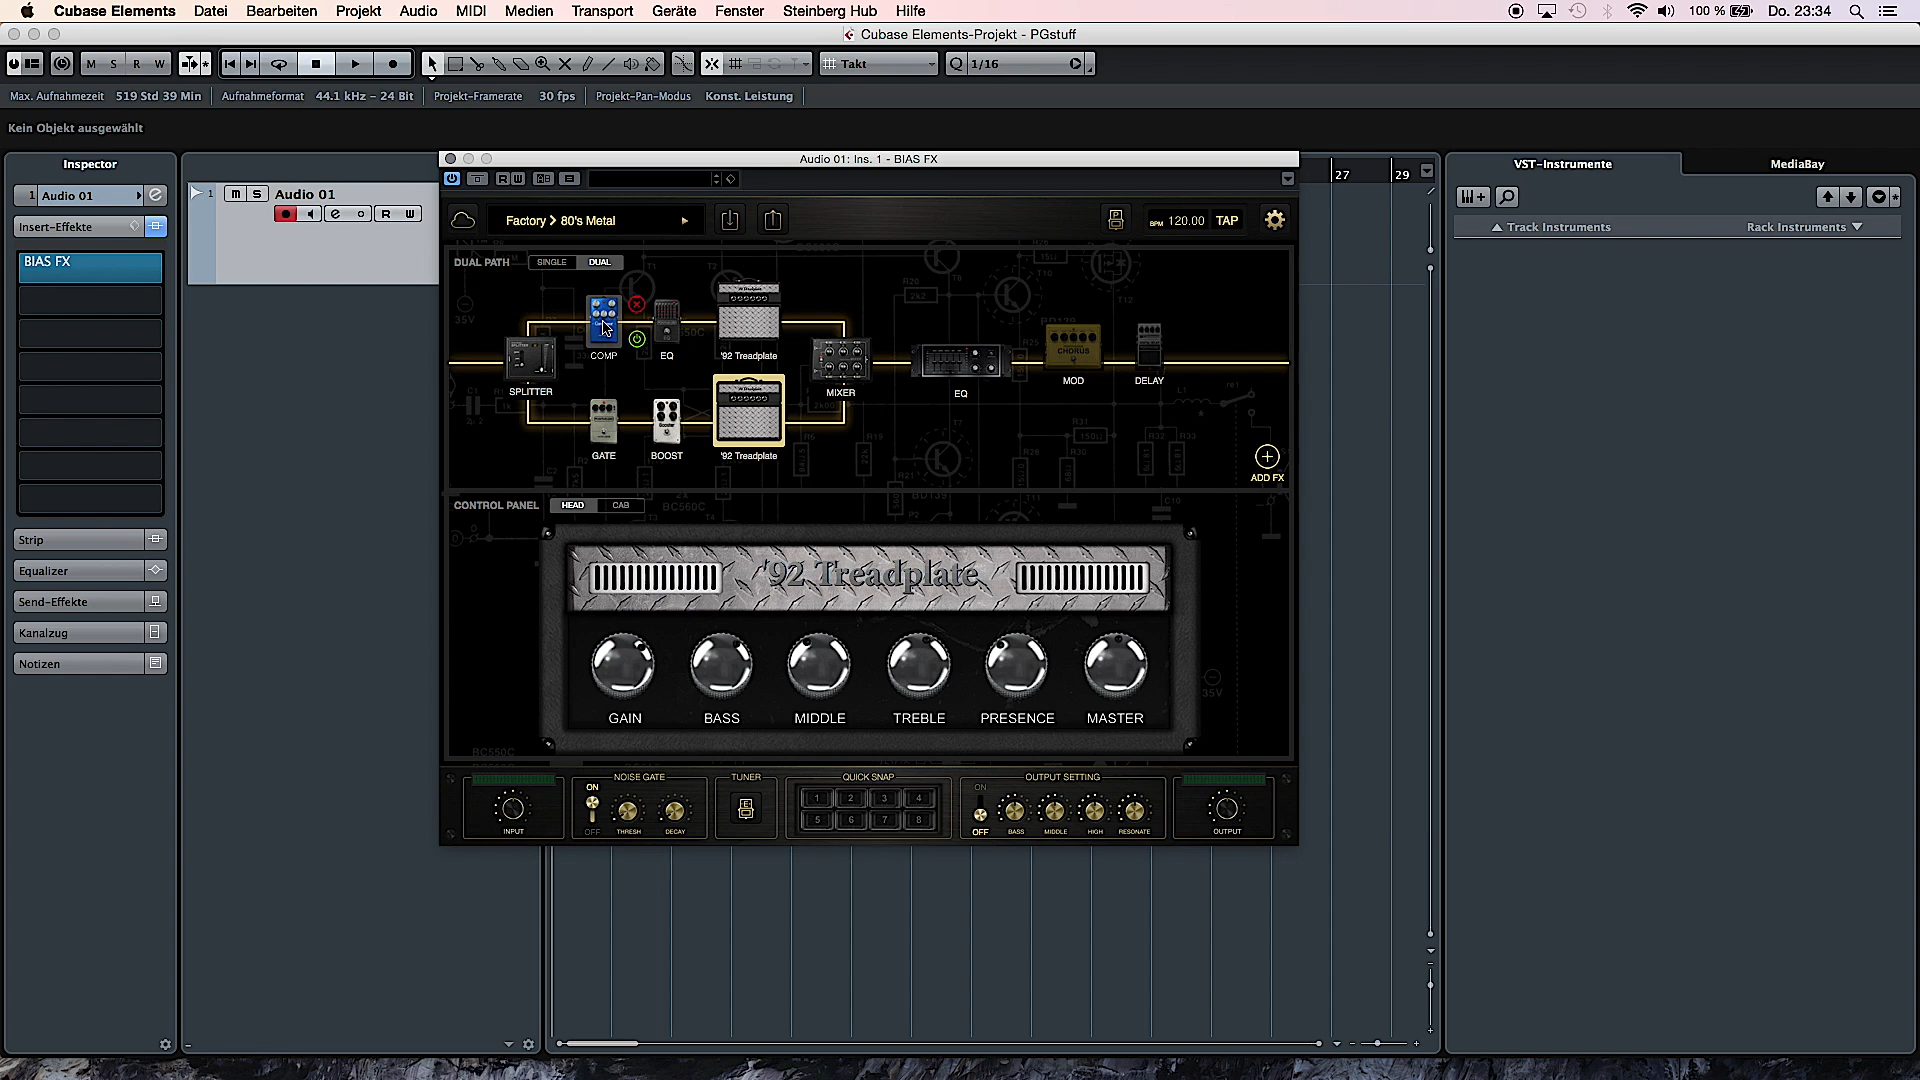 Cubase Elements Datei Bearbeiten Projekt Audio MIDI Medien Transport Geräte Fenster Steinberg Hub Hilfe 100 % Do. 23:34
Cubase Elements-Projekt - PGstuff
M S R W Takt Q 1/16
Max. Aufnahmezeit 519 Std 39 Min Aufnahmeformat 44.1 kHz - 24 Bit Projekt-Framerate 30 fps Projekt-Pan-Modus Konst. Leistung
Kein Objekt ausgewählt
Inspector
1 Audio 01
Insert-Effekte
BIAS FX
Strip
Equalizer
Send-Effekte
Kanalzug
Notizen
1 m S Audio 01
e R W
Audio 01: Ins. 1 - BIAS FX
R W
27 29
Factory > 80's Metal
BPM 120.00 TAP
DUAL PATH SINGLE DUAL
COMP EQ '92 Treadplate
SPLITTER MIXER EQ MOD DELAY
CHORUS
Booster
GATE BOOST '92 Treadplate
ADD FX
CONTROL PANEL HEAD CAB
'92 Treadplate
GAIN BASS MIDDLE TREBLE PRESENCE MASTER
INPUT
NOISE GATE
ON
OFF THRESH DECAY
TUNER
QUICK SNAP
1 2 3 4
5 6 7 8
OUTPUT SETTING
ON
OFF BASS MIDDLE HIGH RESONATE
OUTPUT
VST-Instrumente MediaBay
Track Instruments Rack Instruments